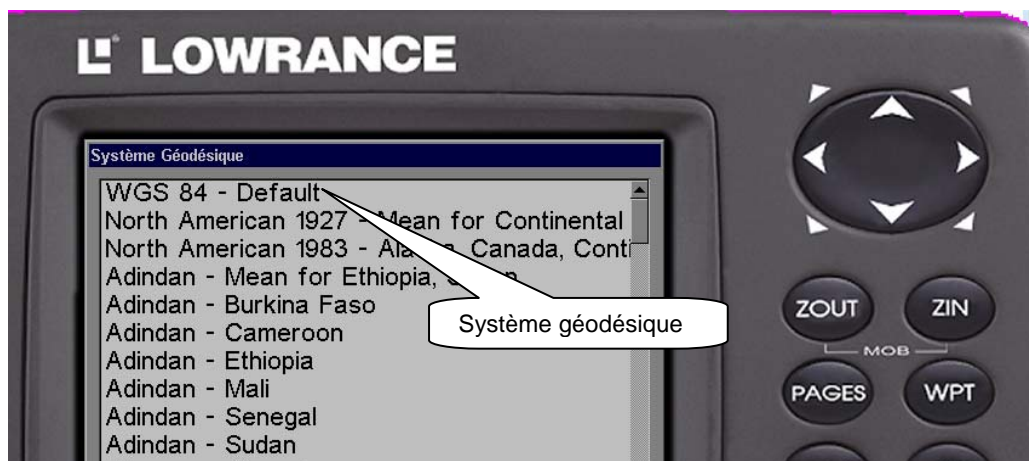 LOWRANCE
Système Géodésique
WGS 84 - Default
North American 1927 - Mean for Continental
North American 1983 - Canada, Conti
Adindan - Mean for Ethiopia,
Adindan - Burkina Faso
Adindan - Cameroon
Adindan - Ethiopia
Adindan - Mali
Adindan - Senegal
Adindan - Sudan
Système géodésique
ZOUT
ZIN
MOB
PAGES
WPT